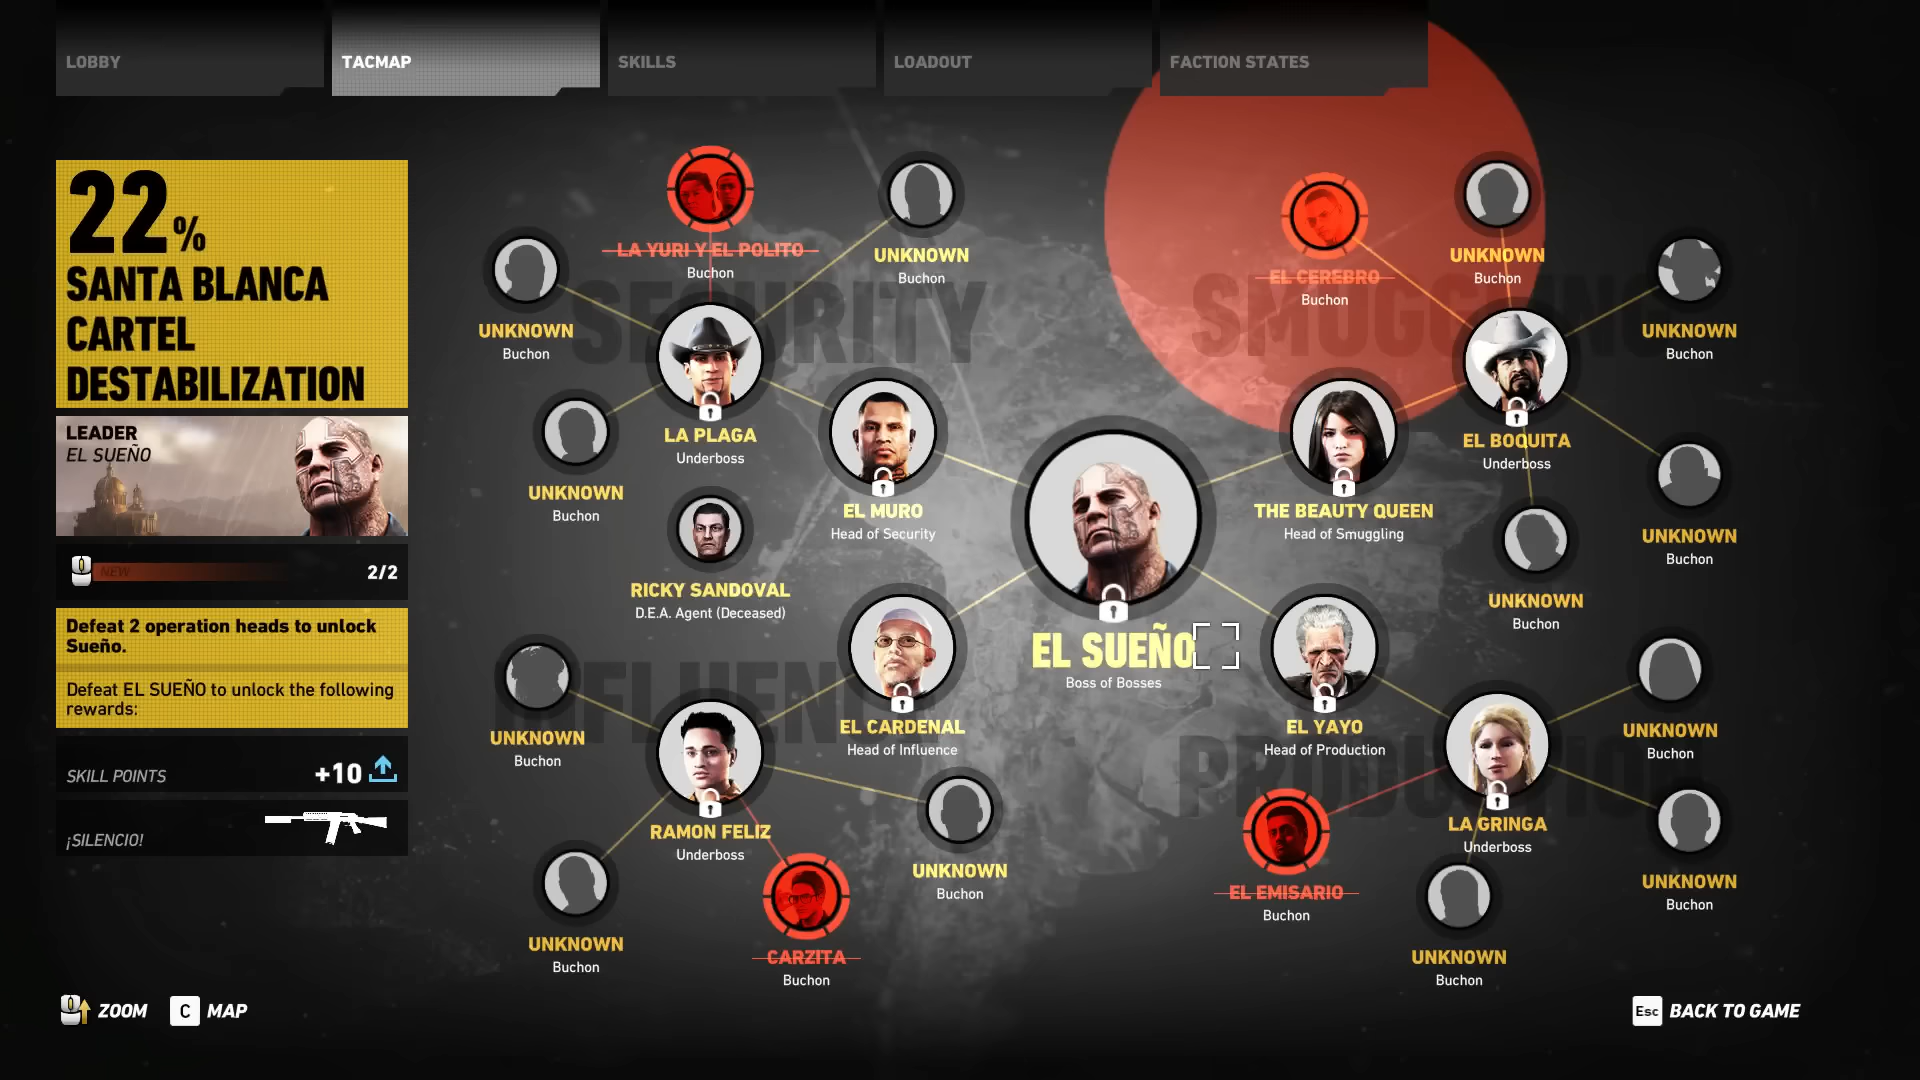 LOBBY
TACMAP
SKILLS
LOADOUT
FACTION STATES
22%
SANTA BLANCA
CARTEL
DESTABILIZATION
LEADER
EL SUEÑO
NEW
2/2
Defeat 2 operation heads to unlock
Sueño.
Defeat EL SUEÑO to unlock the following
rewards:
SKILL POINTS
+10
¡SILENCIO!
SECURITY
SMUGGLING
INFLUENCE
PRODUCTION
LA YURI Y EL POLITO
Buchon
UNKNOWN
Buchon
UNKNOWN
Buchon
LA PLAGA
Underboss
UNKNOWN
Buchon
EL MURO
Head of Security
RICKY SANDOVAL
D.E.A. Agent (Deceased)
EL CEREBRO
Buchon
UNKNOWN
Buchon
UNKNOWN
Buchon
EL BOQUITA
Underboss
THE BEAUTY QUEEN
Head of Smuggling
UNKNOWN
Buchon
UNKNOWN
Buchon
EL SUEÑO
Boss of Bosses
EL CARDENAL
Head of Influence
UNKNOWN
Buchon
RAMON FELIZ
Underboss
UNKNOWN
Buchon
UNKNOWN
Buchon
CARZITA
Buchon
EL YAYO
Head of Production
UNKNOWN
Buchon
LA GRINGA
Underboss
EL EMISARIO
Buchon
UNKNOWN
Buchon
UNKNOWN
Buchon
ZOOM
C MAP
Esc BACK TO GAME